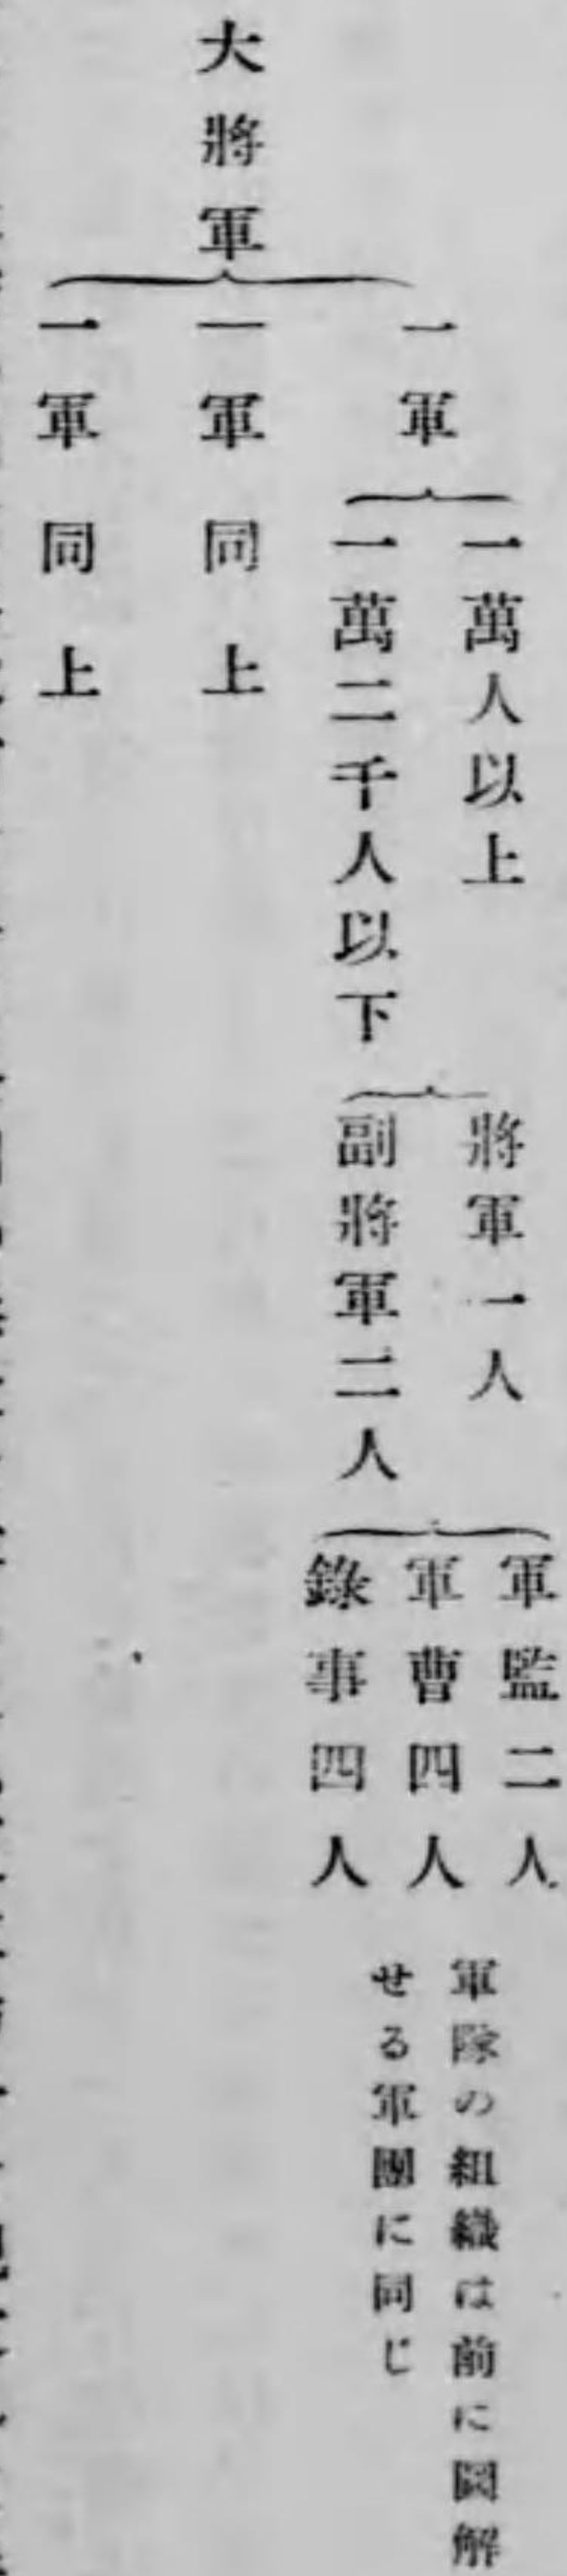 大將軍
一軍
一萬人以上
一萬二千人以下
將軍一人
副將軍二人
軍監二人
軍曹四人
錄事四人
軍隊の組織は前に圖解
せる軍團に同じ
一軍同上
一軍同上